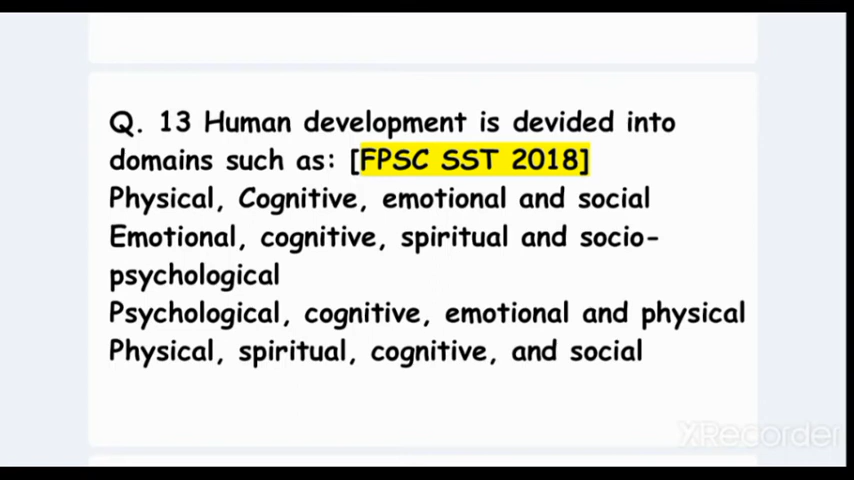 Q. 13 Human development is devided into
domains such as: [FPSC SST 2018]
Physical, Cognitive, emotional and social
Emotional, cognitive, spiritual and socio-
psychological
Psychological, cognitive, emotional and physical
Physical, spiritual, cognitive, and social
XRecorder